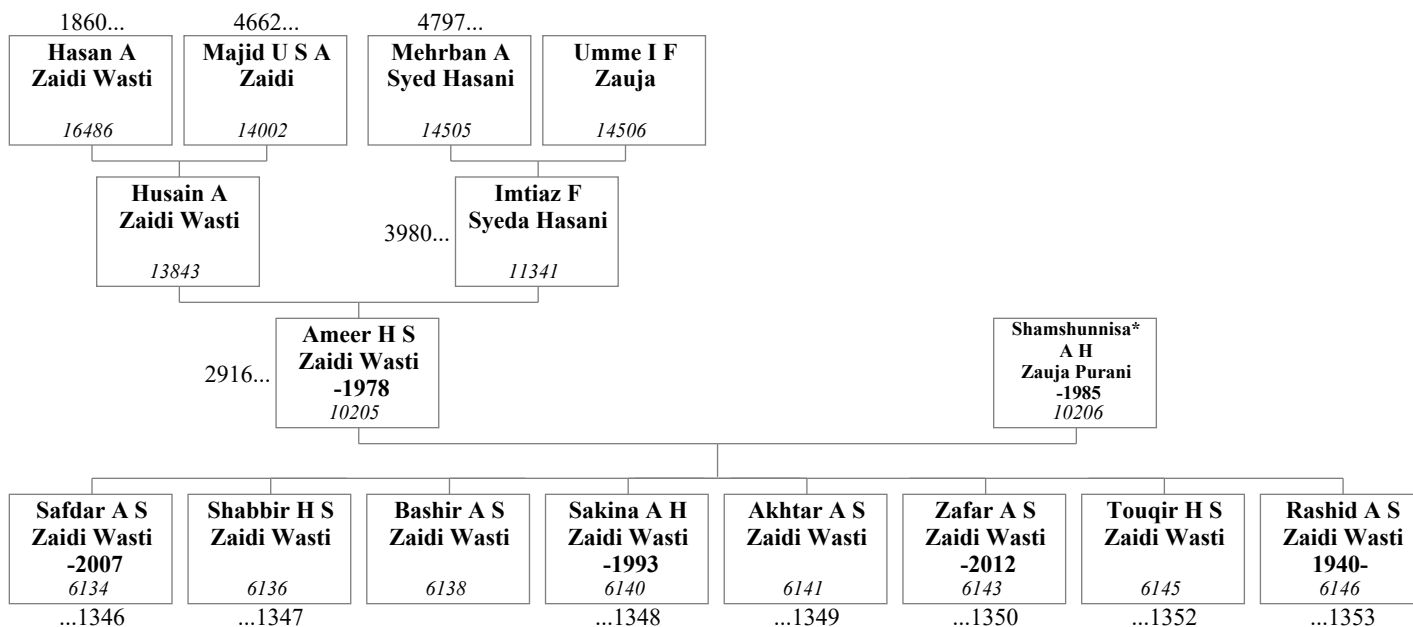 1860...
4662...
4797...
Hasan A
Zaidi Wasti
16486
Majid U S A
Zaidi
14002
Mehrban A
Syed Hasani
14505
Umme I F
Zauja
14506
Husain A
Zaidi Wasti
13843
3980...
Imtiaz F
Syeda Hasani
11341
2916...
Ameer H S
Zaidi Wasti
-1978
10205
Shamshunnisa*
A H
Zauja Purani
-1985
10206
Safdar A S
Zaidi Wasti
-2007
6134
...1346
Shabbir H S
Zaidi Wasti
6136
...1347
Bashir A S
Zaidi Wasti
6138
Sakina A H
Zaidi Wasti
-1993
6140
...1348
Akhtar A S
Zaidi Wasti
6141
...1349
Zafar A S
Zaidi Wasti
-2012
6143
...1350
Touqir H S
Zaidi Wasti
6145
...1352
Rashid A S
Zaidi Wasti
1940-
6146
...1353